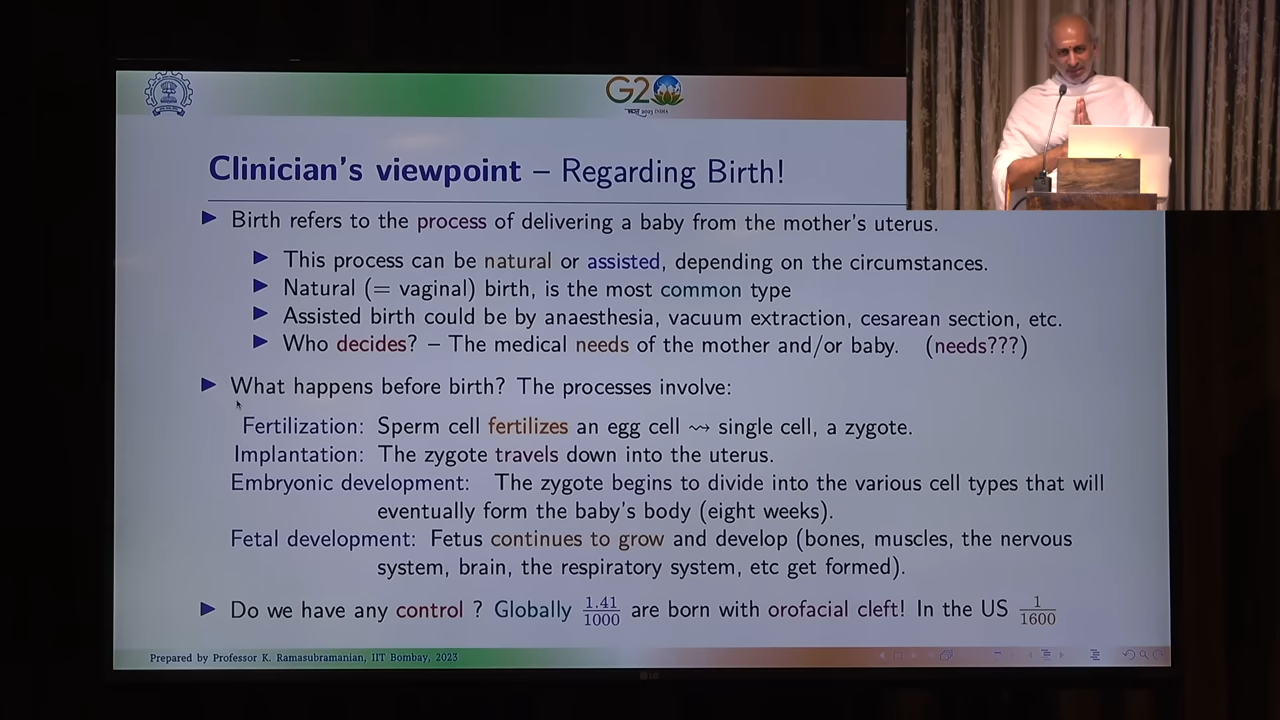 G20
भारत 2023 INDIA
Clinician's viewpoint – Regarding Birth!
Birth refers to the process of delivering a baby from the mother's uterus.
This process can be natural or assisted, depending on the circumstances.
Natural (= vaginal) birth, is the most common type
Assisted birth could be by anaesthesia, vacuum extraction, cesarean section, etc.
Who decides? – The medical needs of the mother and/or baby. (needs???)
What happens before birth? The processes involve:
Fertilization: Sperm cell fertilizes an egg cell ⇝ single cell, a zygote.
Implantation: The zygote travels down into the uterus.
Embryonic development: The zygote begins to divide into the various cell types that will
eventually form the baby's body (eight weeks).
Fetal development: Fetus continues to grow and develop (bones, muscles, the nervous
system, brain, the respiratory system, etc get formed).
Do we have any control ? Globally 1.41/1000 are born with orofacial cleft! In the US 1/1600
Prepared by Professor K. Ramasubramanian, IIT Bombay, 2023
LG